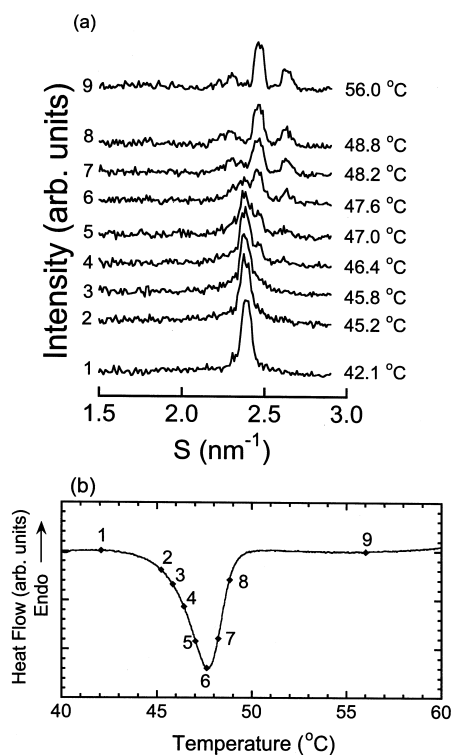 (a)
Intensity (arb. units)
9 56.0 °C
8 48.8 °C
7 48.2 °C
6 47.6 °C
5 47.0 °C
4 46.4 °C
3 45.8 °C
2 45.2 °C
1 42.1 °C
1.5 2.0 2.5 3.0
S (nm⁻¹)
(b)
Heat Flow (arb. units)
Endo →
1
9
2
3
8
4
5
7
6
40 45 50 55 60
Temperature (°C)